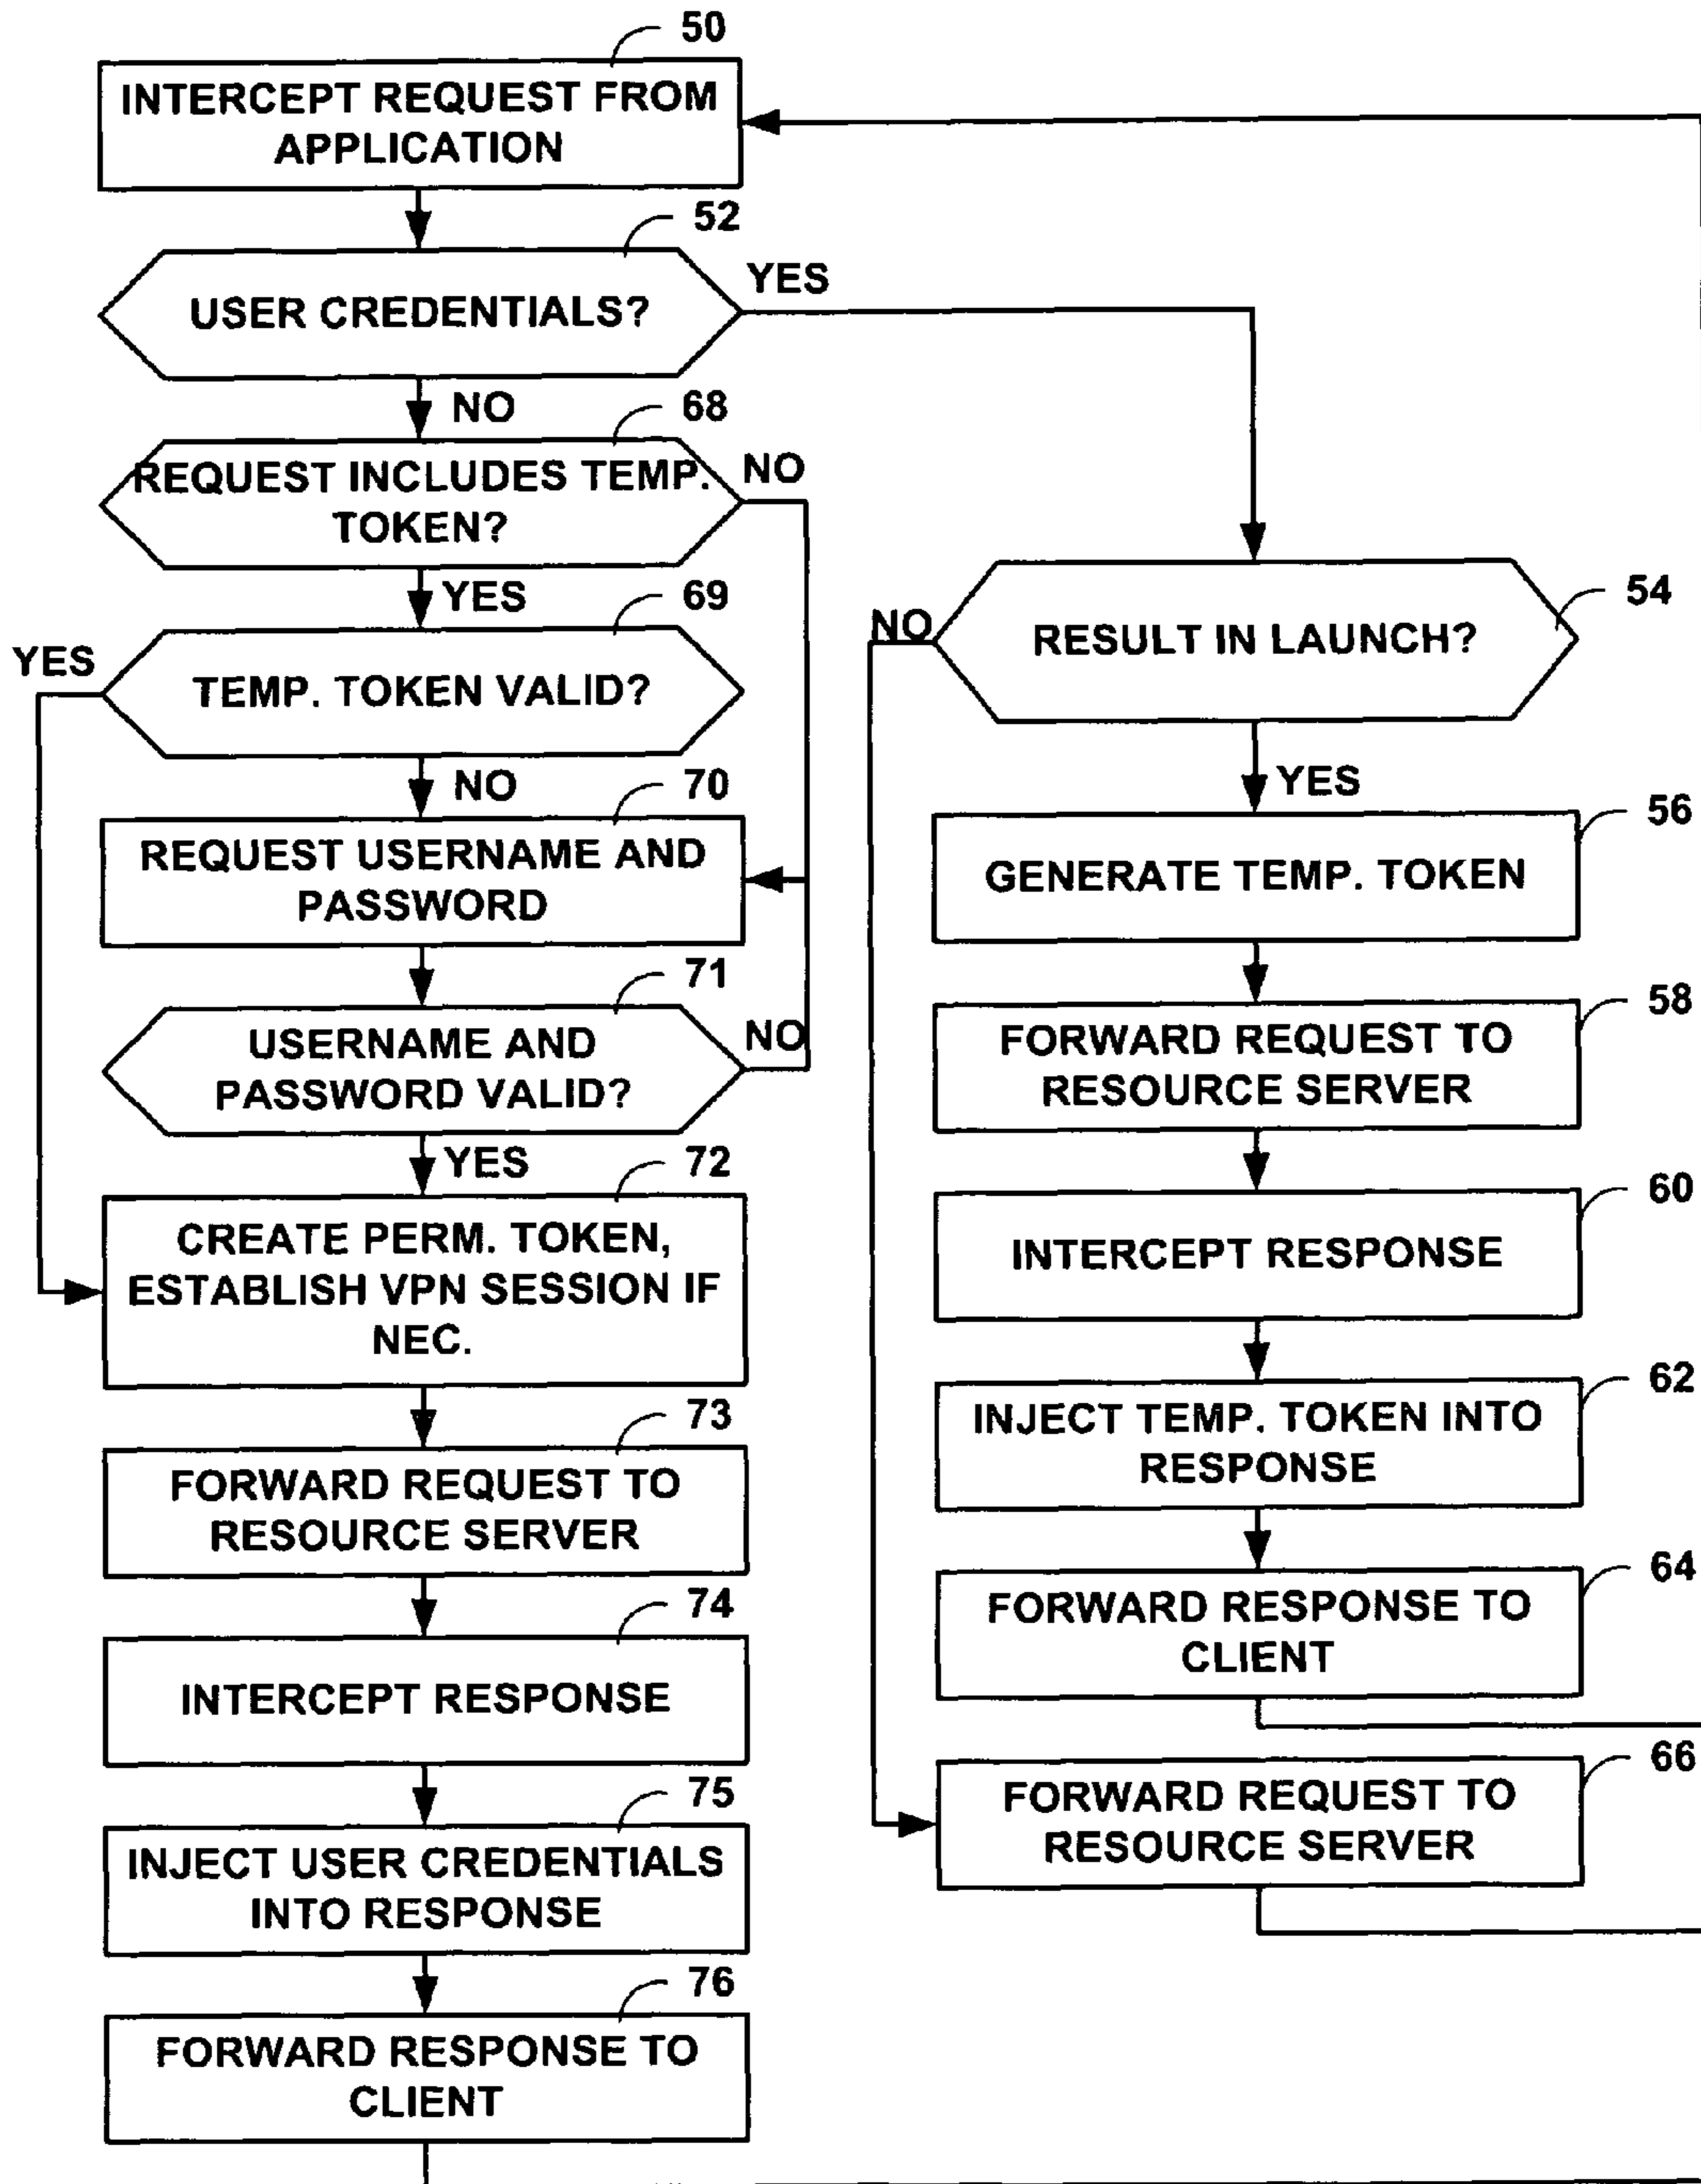 50
INTERCEPT REQUEST FROM
APPLICATION
52
USER CREDENTIALS?
YES
NO
68
REQUEST INCLUDES TEMP.
TOKEN?
NO
YES
69
YES
TEMP. TOKEN VALID?
NO
70
REQUEST USERNAME AND
PASSWORD
71
USERNAME AND
PASSWORD VALID?
NO
YES
72
CREATE PERM. TOKEN,
ESTABLISH VPN SESSION IF
NEC.
73
FORWARD REQUEST TO
RESOURCE SERVER
74
INTERCEPT RESPONSE
75
INJECT USER CREDENTIALS
INTO RESPONSE
76
FORWARD RESPONSE TO
CLIENT
54
NO
RESULT IN LAUNCH?
YES
56
GENERATE TEMP. TOKEN
58
FORWARD REQUEST TO
RESOURCE SERVER
60
INTERCEPT RESPONSE
62
INJECT TEMP. TOKEN INTO
RESPONSE
64
FORWARD RESPONSE TO
CLIENT
66
FORWARD REQUEST TO
RESOURCE SERVER